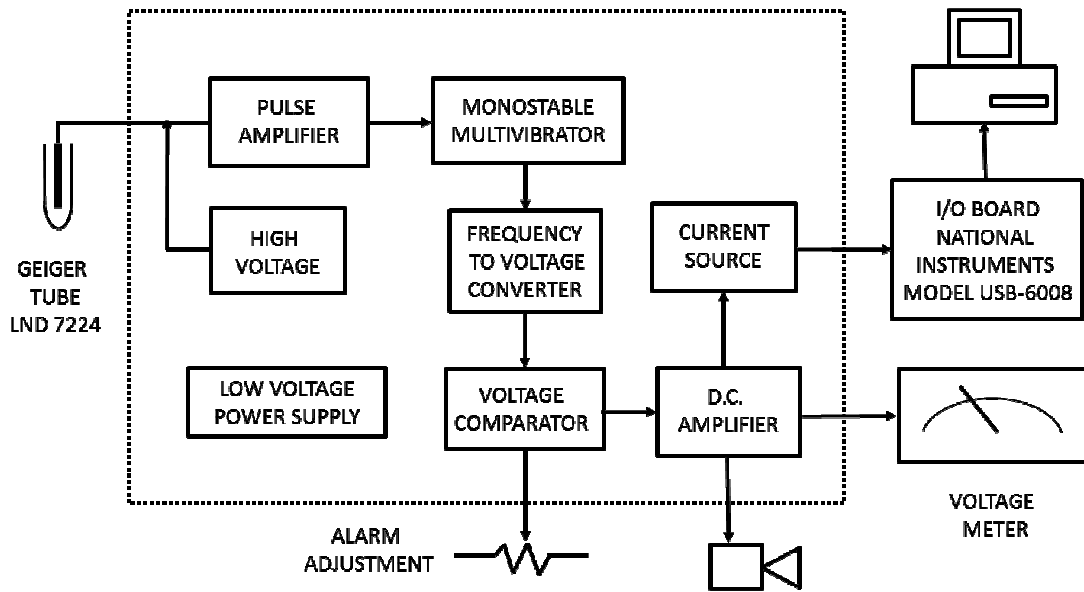 PULSE
AMPLIFIER
MONOSTABLE
MULTIVIBRATOR
GEIGER
TUBE
LND 7224
HIGH
VOLTAGE
FREQUENCY
TO VOLTAGE
CONVERTER
CURRENT
SOURCE
I/O BOARD
NATIONAL
INSTRUMENTS
MODEL USB-6008
LOW VOLTAGE
POWER SUPPLY
VOLTAGE
COMPARATOR
D.C.
AMPLIFIER
VOLTAGE
METER
ALARM
ADJUSTMENT